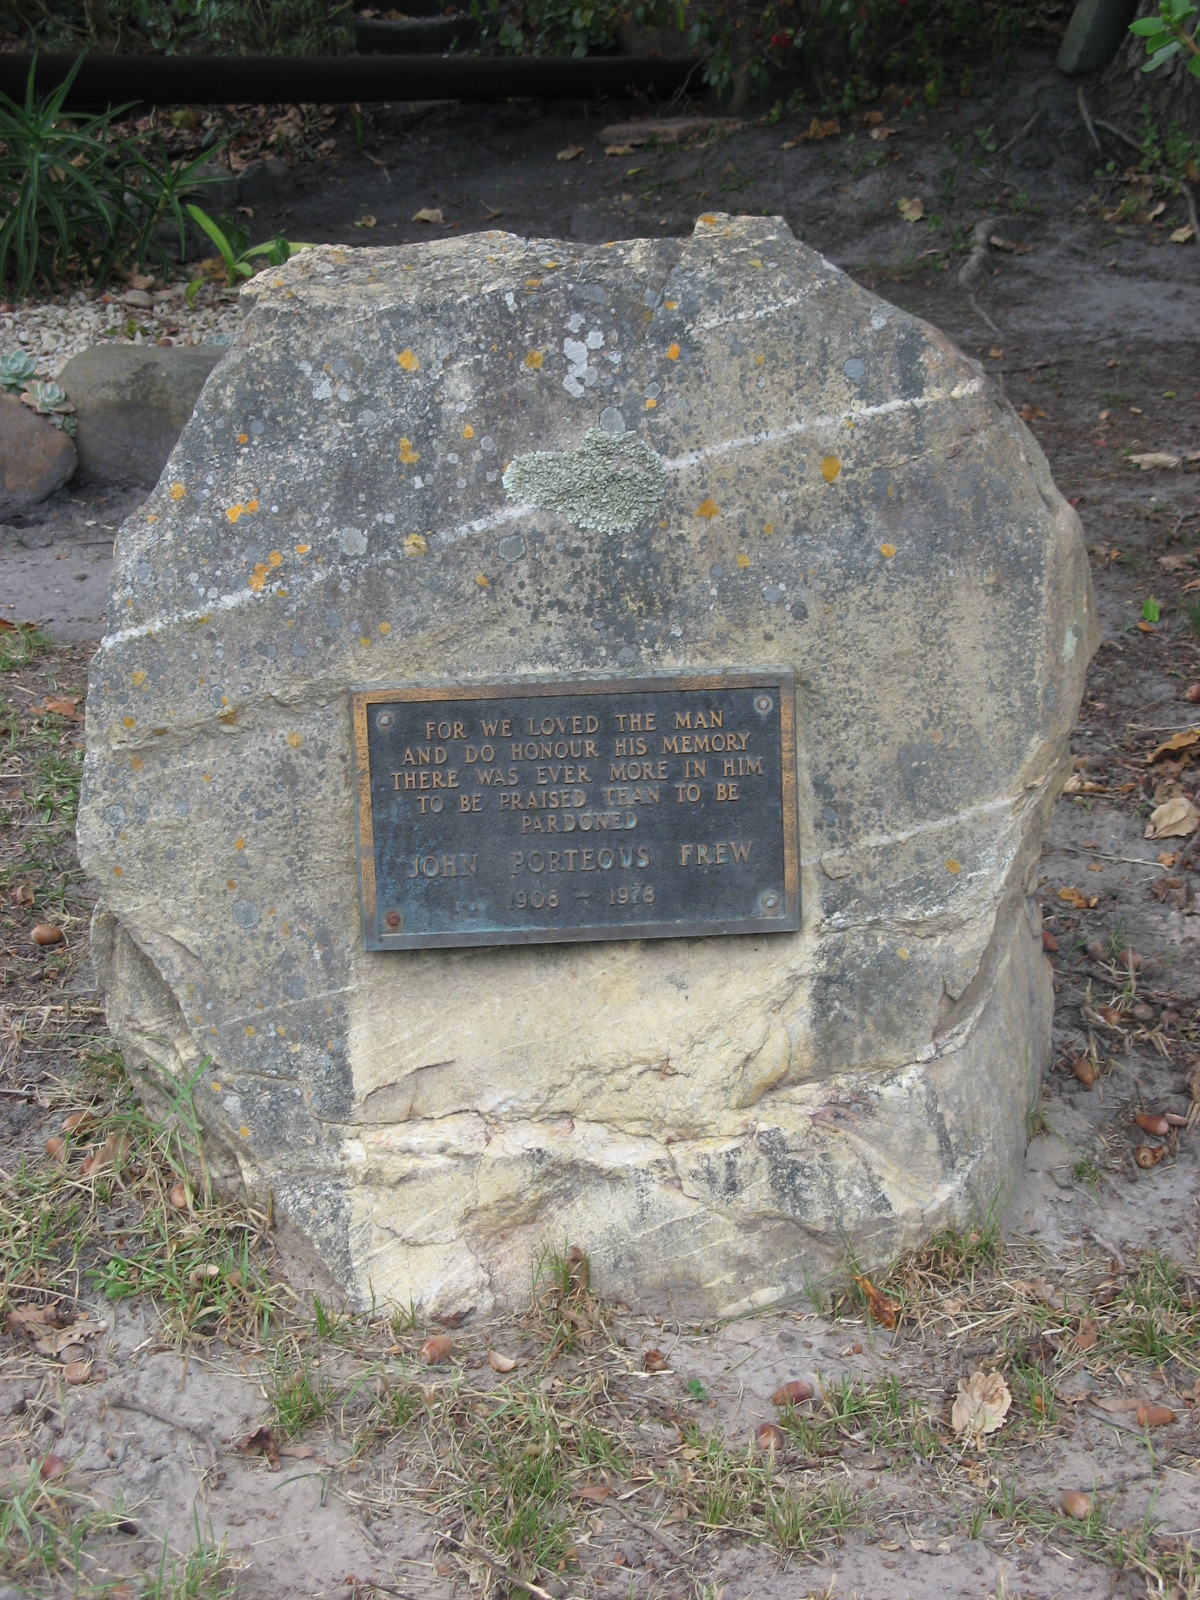 FOR WE LOVED THE MAN
AND DO HONOUR HIS MEMORY
THERE WAS EVER MORE IN HIM
TO BE PRAISED THAN TO BE
PARDONED
JOHN PORTEOUS FREW
1908 - 1978